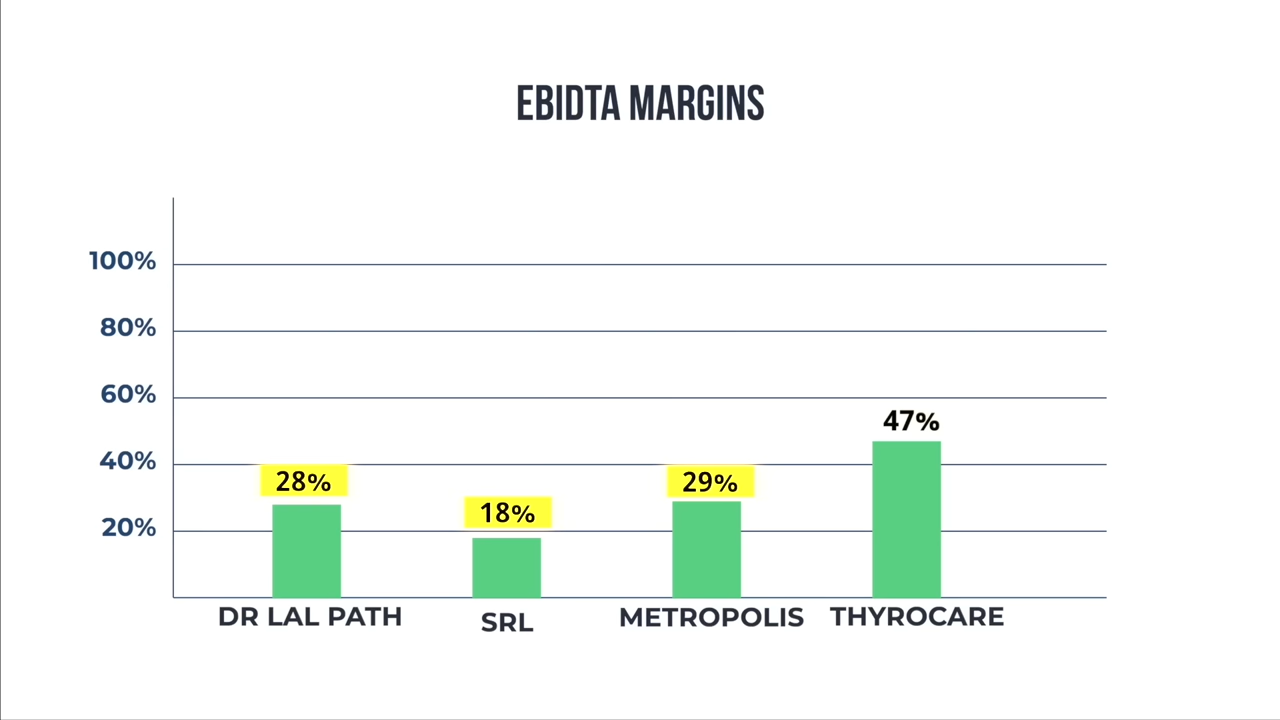 EBIDTA MARGINS
100%
80%
60%
40%
20%
28%
18%
29%
47%
DR LAL PATH
SRL
METROPOLIS
THYROCARE